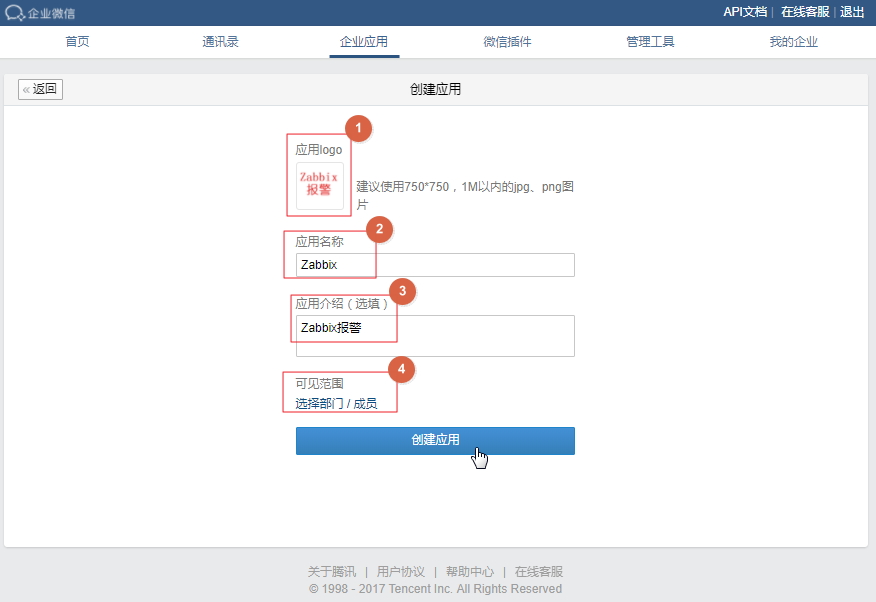 企业微信
API文档 | 在线客服 | 退出
首页 通讯录 企业应用 微信插件 管理工具 我的企业
« 返回 创建应用
1
应用logo
Zabbix
报警
建议使用750*750，1M以内的jpg、png图
片
2
应用名称
Zabbix
3
应用介绍（选填）
Zabbix报警
4
可见范围
选择部门 / 成员
创建应用
关于腾讯 | 用户协议 | 帮助中心 | 在线客服
© 1998 - 2017 Tencent Inc. All Rights Reserved